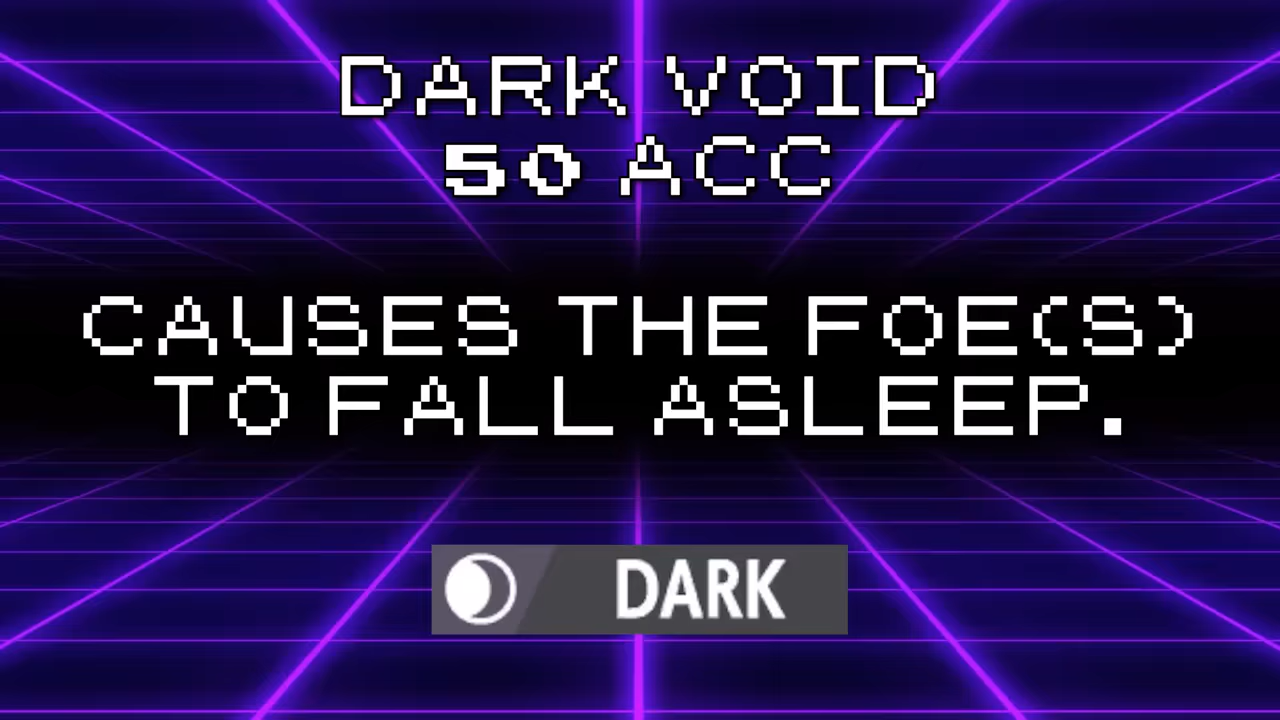 DARK VOID
50 ACC
CAUSES THE FOE(S)
TO FALL ASLEEP.
DARK